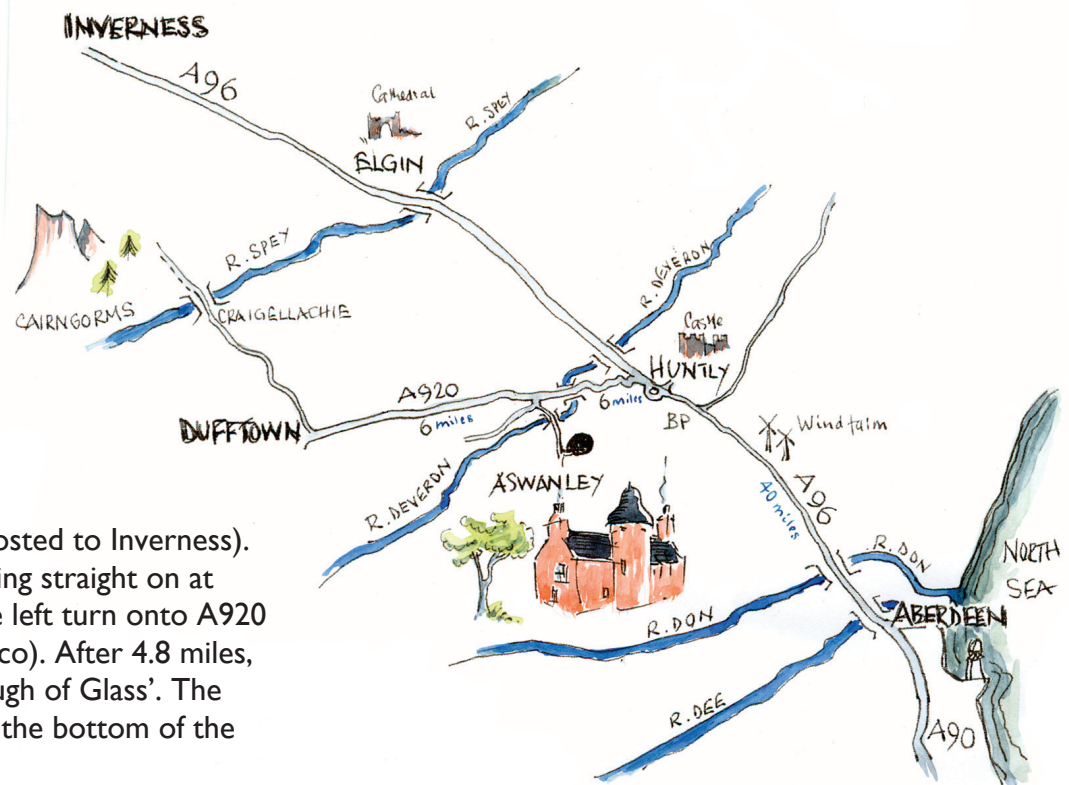 INVERNESS
A96
Cathedral
R. SPEY
ELGIN
R. SPEY
CAIRNGORMS
CRAIGELLACHIE
R. DEVERON
Castle
HUNTLY
A920
6 miles
6 miles
BP
DUFFTOWN
Windfarm
R. DEVERON
ASWANLEY
A96
40 miles
R. DON
NORTH
SEA
ABERDEEN
R. DON
R. DEE
A90
osted to Inverness).
ing straight on at
e left turn onto A920
co). After 4.8 miles,
ugh of Glass’. The
the bottom of the